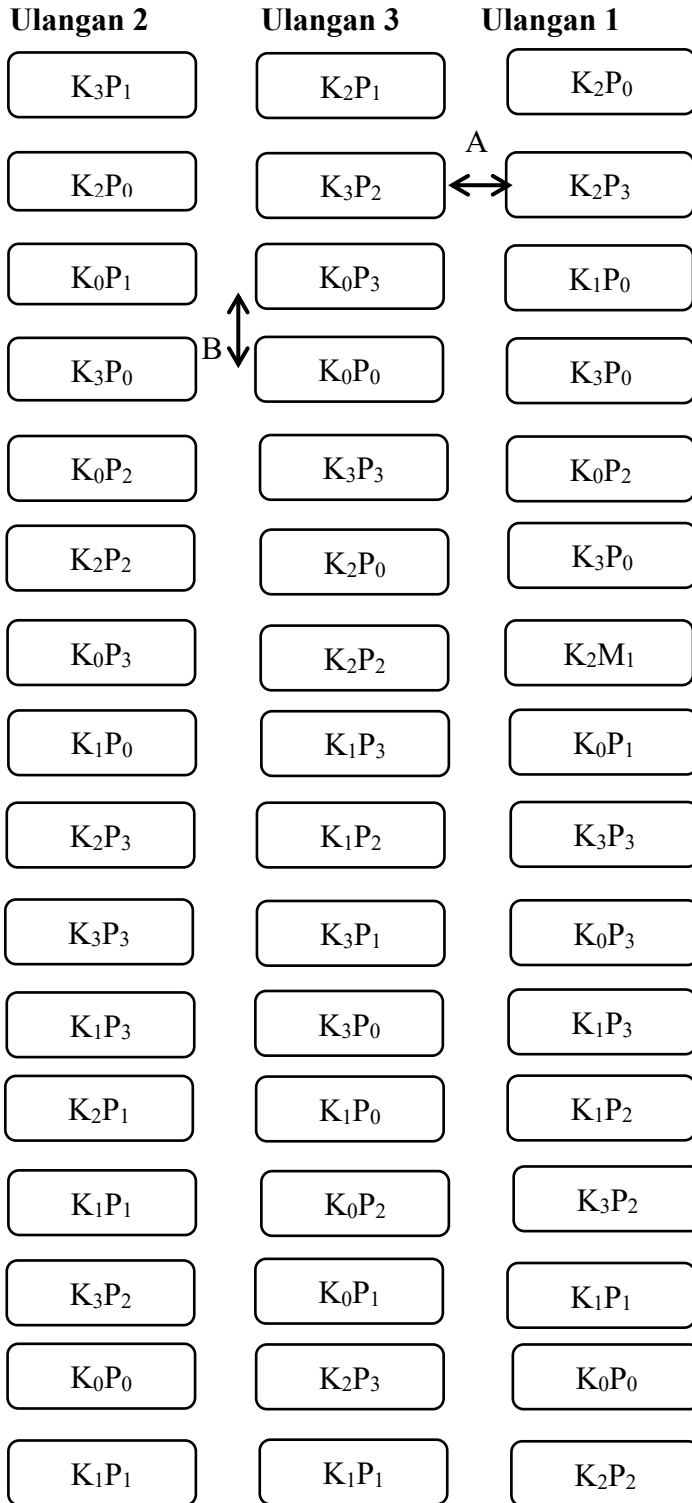 Ulangan 2 Ulangan 3 Ulangan 1
K₃P₁ K₂P₁ K₂P₀
A
K₂P₀ K₃P₂ K₂P₃
K₀P₁ K₀P₃ K₁P₀
B
K₃P₀ K₀P₀ K₃P₀
K₀P₂ K₃P₃ K₀P₂
K₂P₂ K₂P₀ K₃P₀
K₀P₃ K₂P₂ K₂M₁
K₁P₀ K₁P₃ K₀P₁
K₂P₃ K₁P₂ K₃P₃
K₃P₃ K₃P₁ K₀P₃
K₁P₃ K₃P₀ K₁P₃
K₂P₁ K₁P₀ K₁P₂
K₁P₁ K₀P₂ K₃P₂
K₃P₂ K₀P₁ K₁P₁
K₀P₀ K₂P₃ K₀P₀
K₁P₁ K₁P₁ K₂P₂